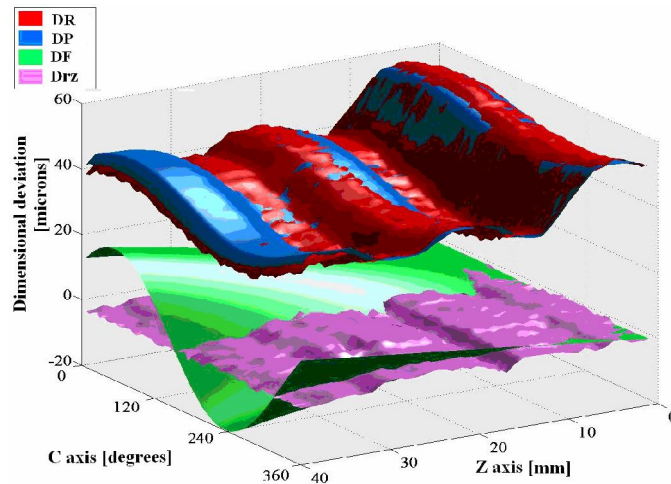 DR
DP
DF
Drz
60
40
20
0
-20
Dimensional deviation
[microns]
0
120
240
360
C axis [degrees]
40
30
20
10
Z axis [mm]